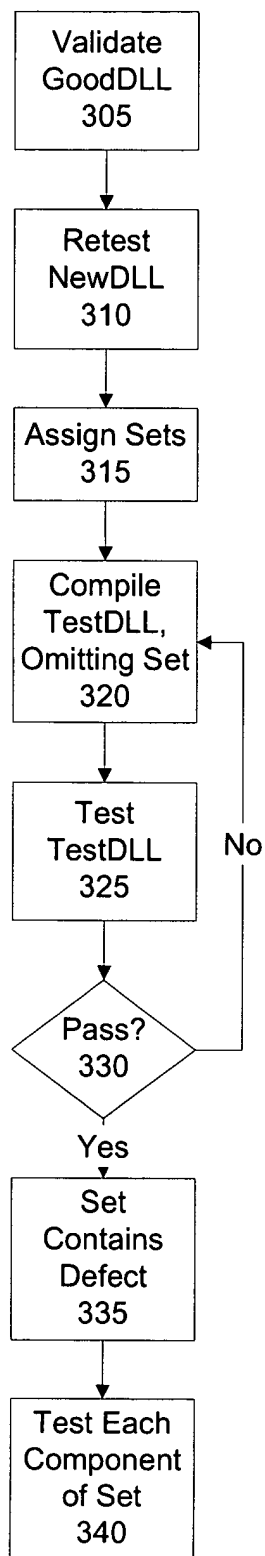 Validate
GoodDLL
305
Retest
NewDLL
310
Assign Sets
315
Compile
TestDLL,
Omitting Set
320
Test
TestDLL
325
No
Pass?
330
Yes
Set
Contains
Defect
335
Test Each
Component
of Set
340